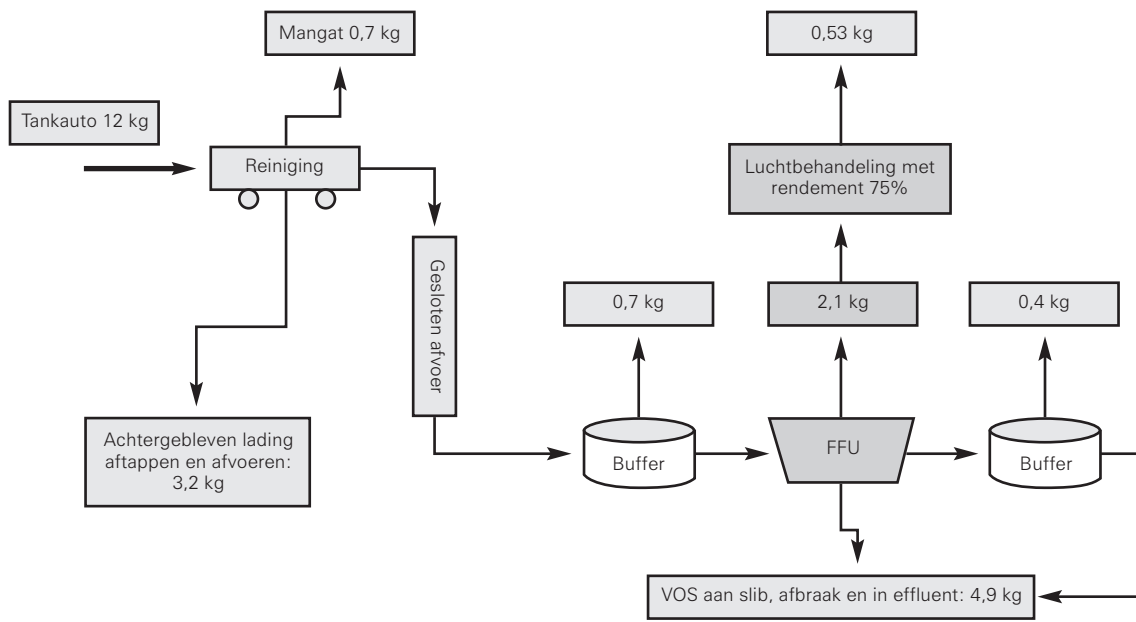 Mangat 0,7 kg
0,53 kg
Tankauto 12 kg
Reiniging
Luchtbehandeling met
rendement 75%
Gesloten afvoer
0,7 kg
2,1 kg
0,4 kg
Achtergebleven lading
aftappen en afvoeren:
3,2 kg
Buffer
FFU
Buffer
VOS aan slib, afbraak en in effluent: 4,9 kg